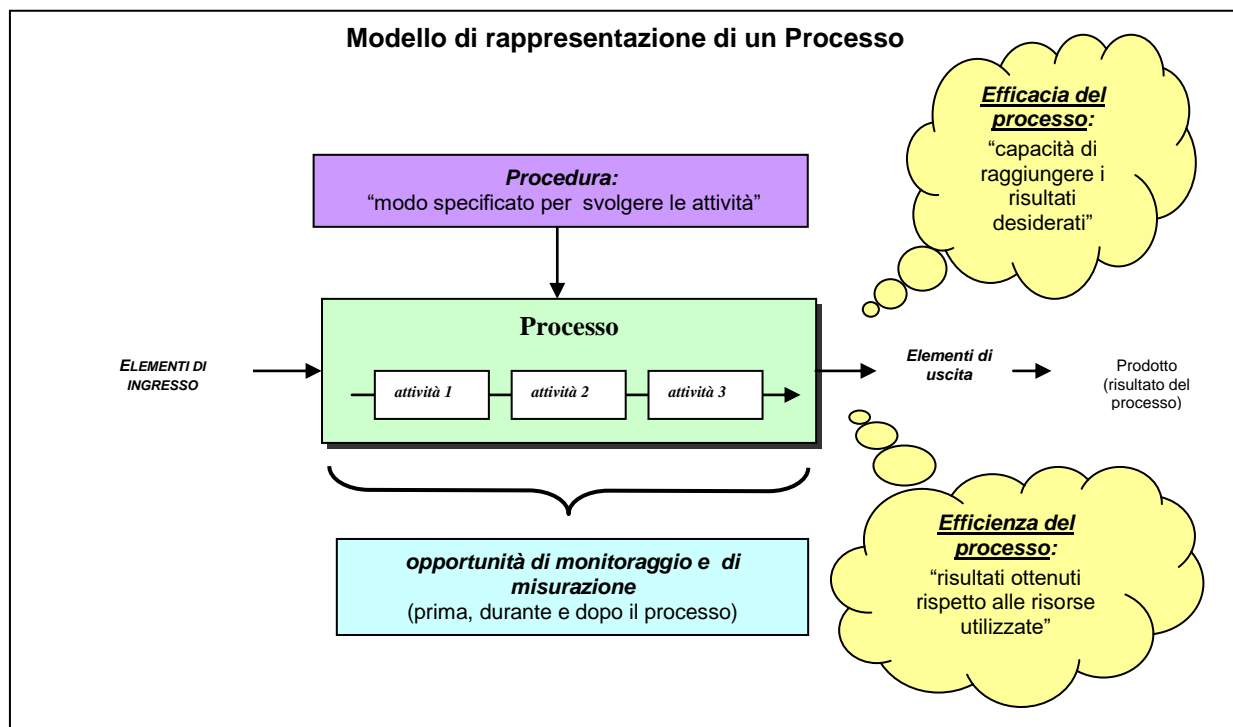 Modello di rappresentazione di un Processo
Efficacia del
processo:
“capacità di
raggiungere i
risultati
desiderati”
Procedura:
“modo specificato per svolgere le attività”
Processo
ELEMENTI DI
INGRESSO
attività 1
attività 2
attività 3
Elementi di
uscita
Prodotto
(risultato del
processo)
opportunità di monitoraggio e di
misurazione
(prima, durante e dopo il processo)
Efficienza del
processo:
“risultati ottenuti
rispetto alle risorse
utilizzate”